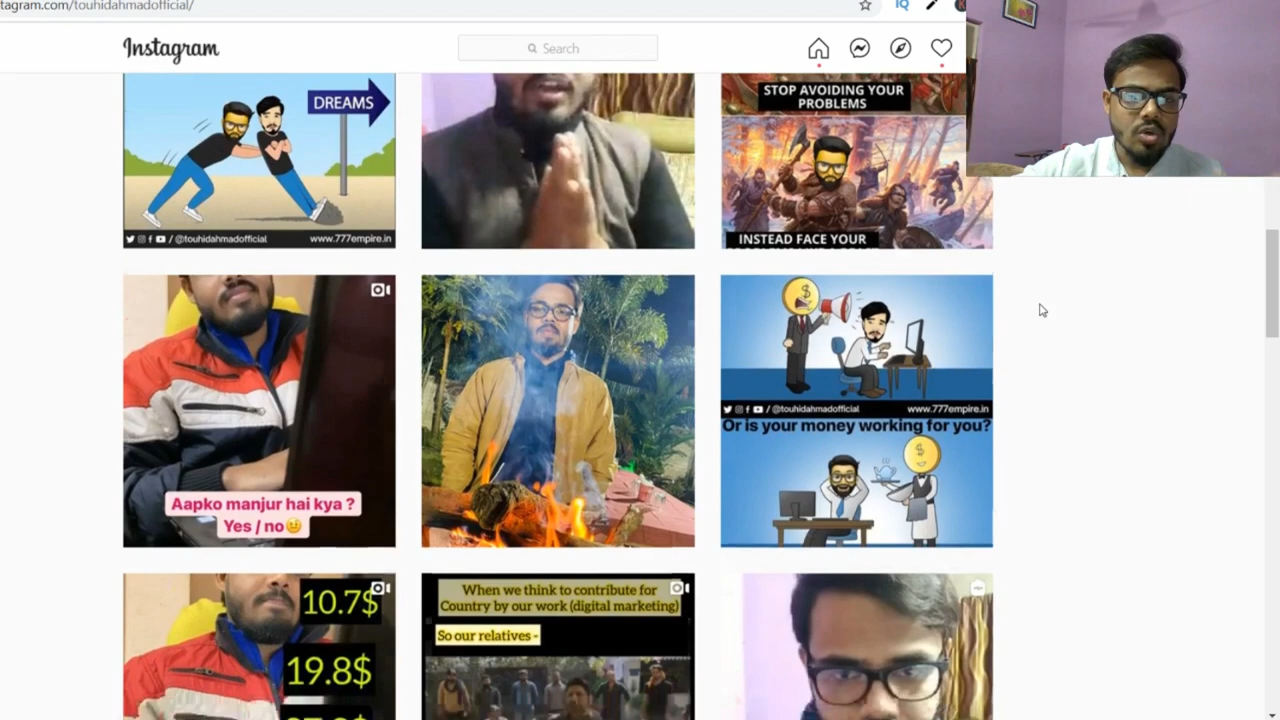 tagram.com/touhidahmadofficial/
IQ
Instagram
Search
DREAMS
/ @touhidahmadofficial
www.777empire.in
STOP AVOIDING YOUR
PROBLEMS
INSTEAD FACE YOUR
Aapko manjur hai kya ?
Yes / no
$
/ @touhidahmadofficial
www.777empire.in
Or is your money working for you?
$
10.7$
19.8$
When we think to contribute for
Country by our work (digital marketing)
So our relatives -